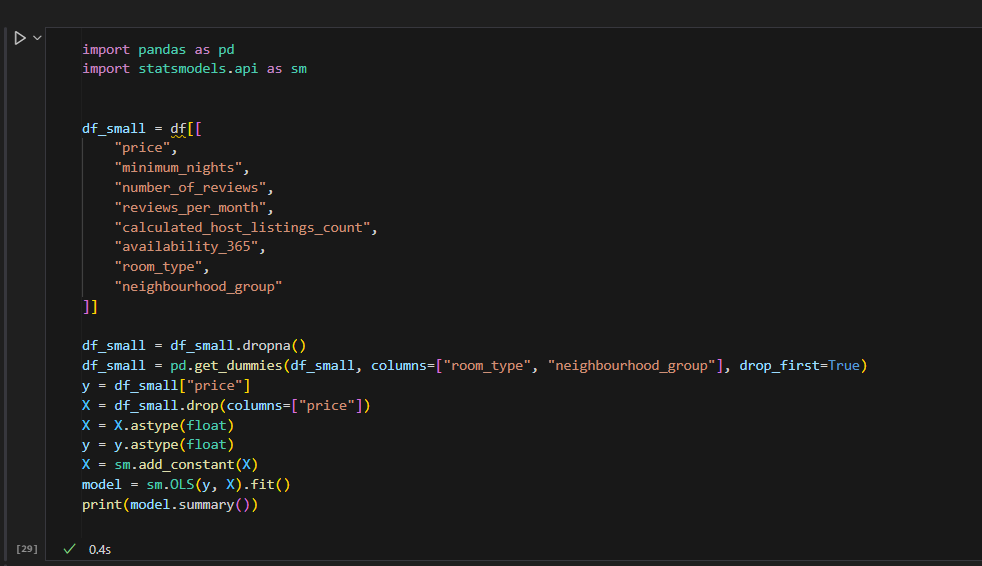 import pandas as pd
import statsmodels.api as sm
df_small = df[[
    "price",
    "minimum_nights",
    "number_of_reviews",
    "reviews_per_month",
    "calculated_host_listings_count",
    "availability_365",
    "room_type",
    "neighbourhood_group"
]]
df_small = df_small.dropna()
df_small = pd.get_dummies(df_small, columns=["room_type", "neighbourhood_group"], drop_first=True)
y = df_small["price"]
X = df_small.drop(columns=["price"])
X = X.astype(float)
y = y.astype(float)
X = sm.add_constant(X)
model = sm.OLS(y, X).fit()
print(model.summary())
[29] 0.4s